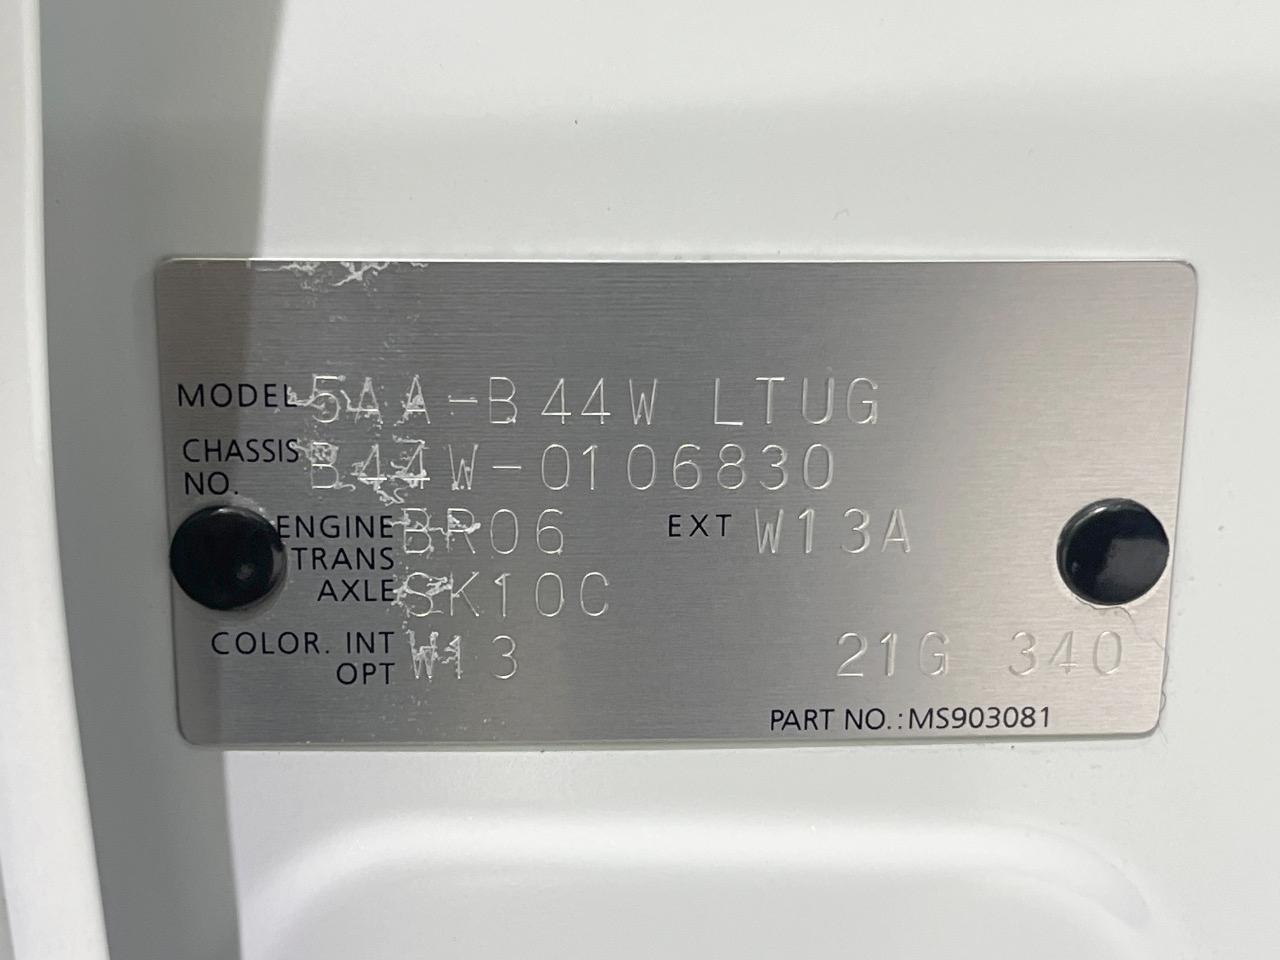 MODEL 5AA-B44W LTUG
CHASSIS NO. B44W-0106830
ENGINE BR06 EXT W13A
TRANS AXLE SK10C
COLOR. INT OPT W13 21G 340
PART NO.:MS903081